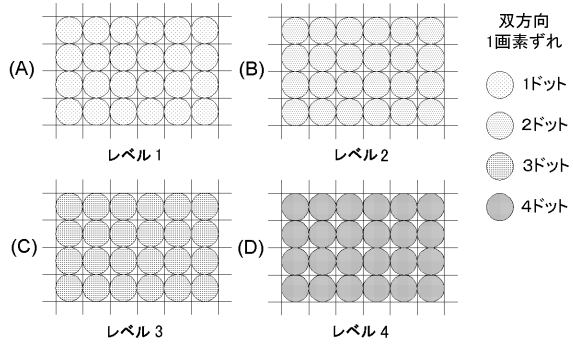 (A)
レベル 1
(B)
レベル 2
(C)
レベル 3
(D)
レベル 4
双方向
1画素ずれ
1ドット
2ドット
3ドット
4ドット